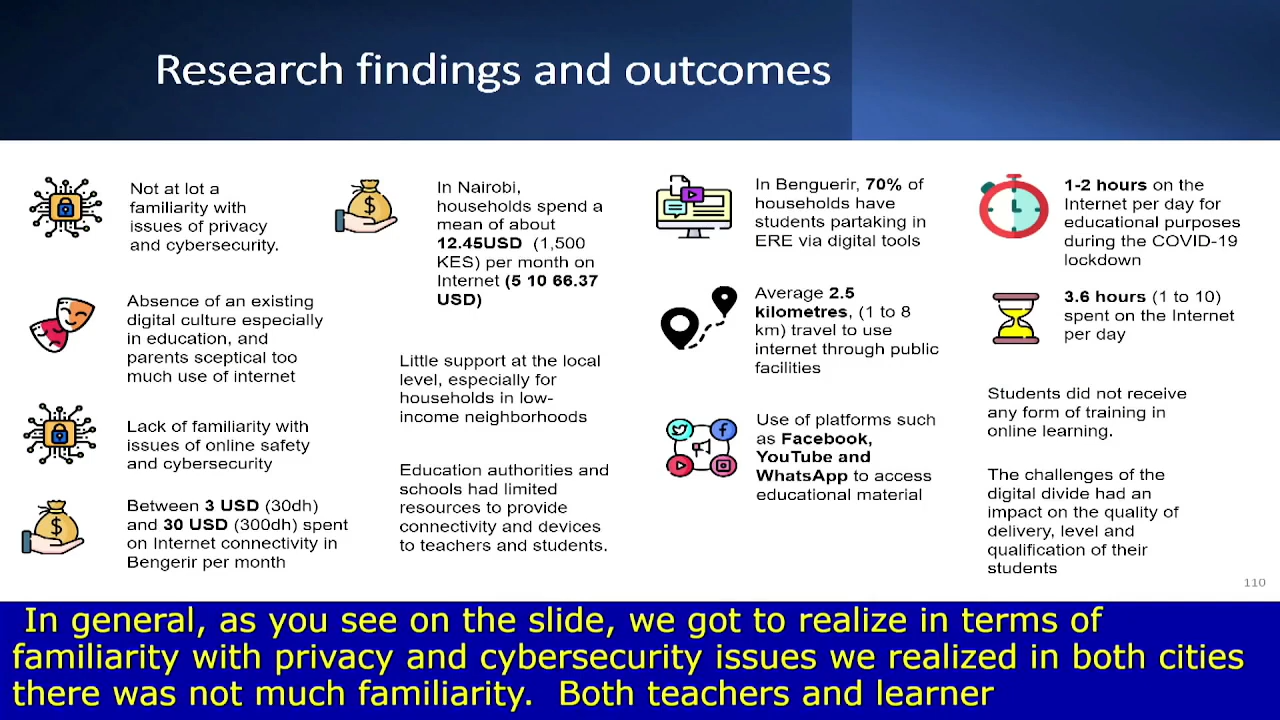 Research findings and outcomes
Not at lot a
familiarity with
issues of privacy
and cybersecurity.
Absence of an existing
digital culture especially
in education, and
parents sceptical too
much use of internet
Lack of familiarity with
issues of online safety
and cybersecurity
Between 3 USD (30dh)
and 30 USD (300dh) spent
on Internet connectivity in
Bengerir per month
In Nairobi,
households spend a
mean of about
12.45USD (1,500
KES) per month on
Internet (5 10 66.37
USD)
Little support at the local
level, especially for
households in low-
income neighborhoods
Education authorities and
schools had limited
resources to provide
connectivity and devices
to teachers and students.
In Benguerir, 70% of
households have
students partaking in
ERE via digital tools
Average 2.5
kilometres, (1 to 8
km) travel to use
internet through public
facilities
Use of platforms such
as Facebook,
YouTube and
WhatsApp to access
educational material
1-2 hours on the
Internet per day for
educational purposes
during the COVID-19
lockdown
3.6 hours (1 to 10)
spent on the Internet
per day
Students did not receive
any form of training in
online learning.
The challenges of the
digital divide had an
impact on the quality of
delivery, level and
qualification of their
students
110
In general, as you see on the slide, we got to realize in terms of
familiarity with privacy and cybersecurity issues we realized in both cities
there was not much familiarity. Both teachers and learner